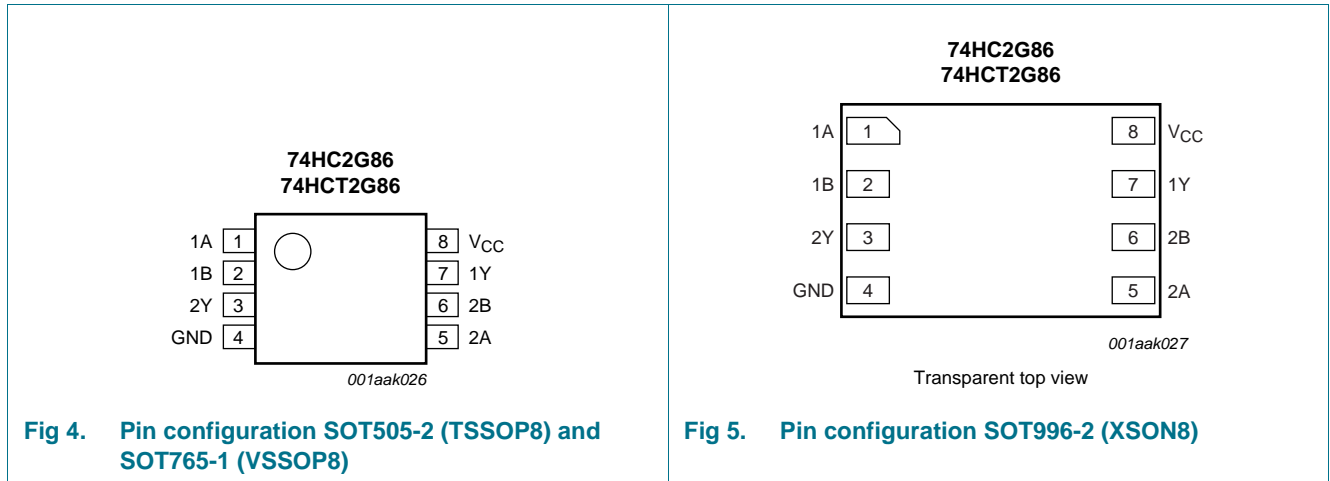 74HC2G86
74HCT2G86
1A 1 8 VCC
1B 2 7 1Y
2Y 3 6 2B
GND 4 5 2A
001aak026
Fig 4. Pin configuration SOT505-2 (TSSOP8) and
SOT765-1 (VSSOP8)
74HC2G86
74HCT2G86
1A 1 8 VCC
1B 2 7 1Y
2Y 3 6 2B
GND 4 5 2A
001aak027
Transparent top view
Fig 5. Pin configuration SOT996-2 (XSON8)